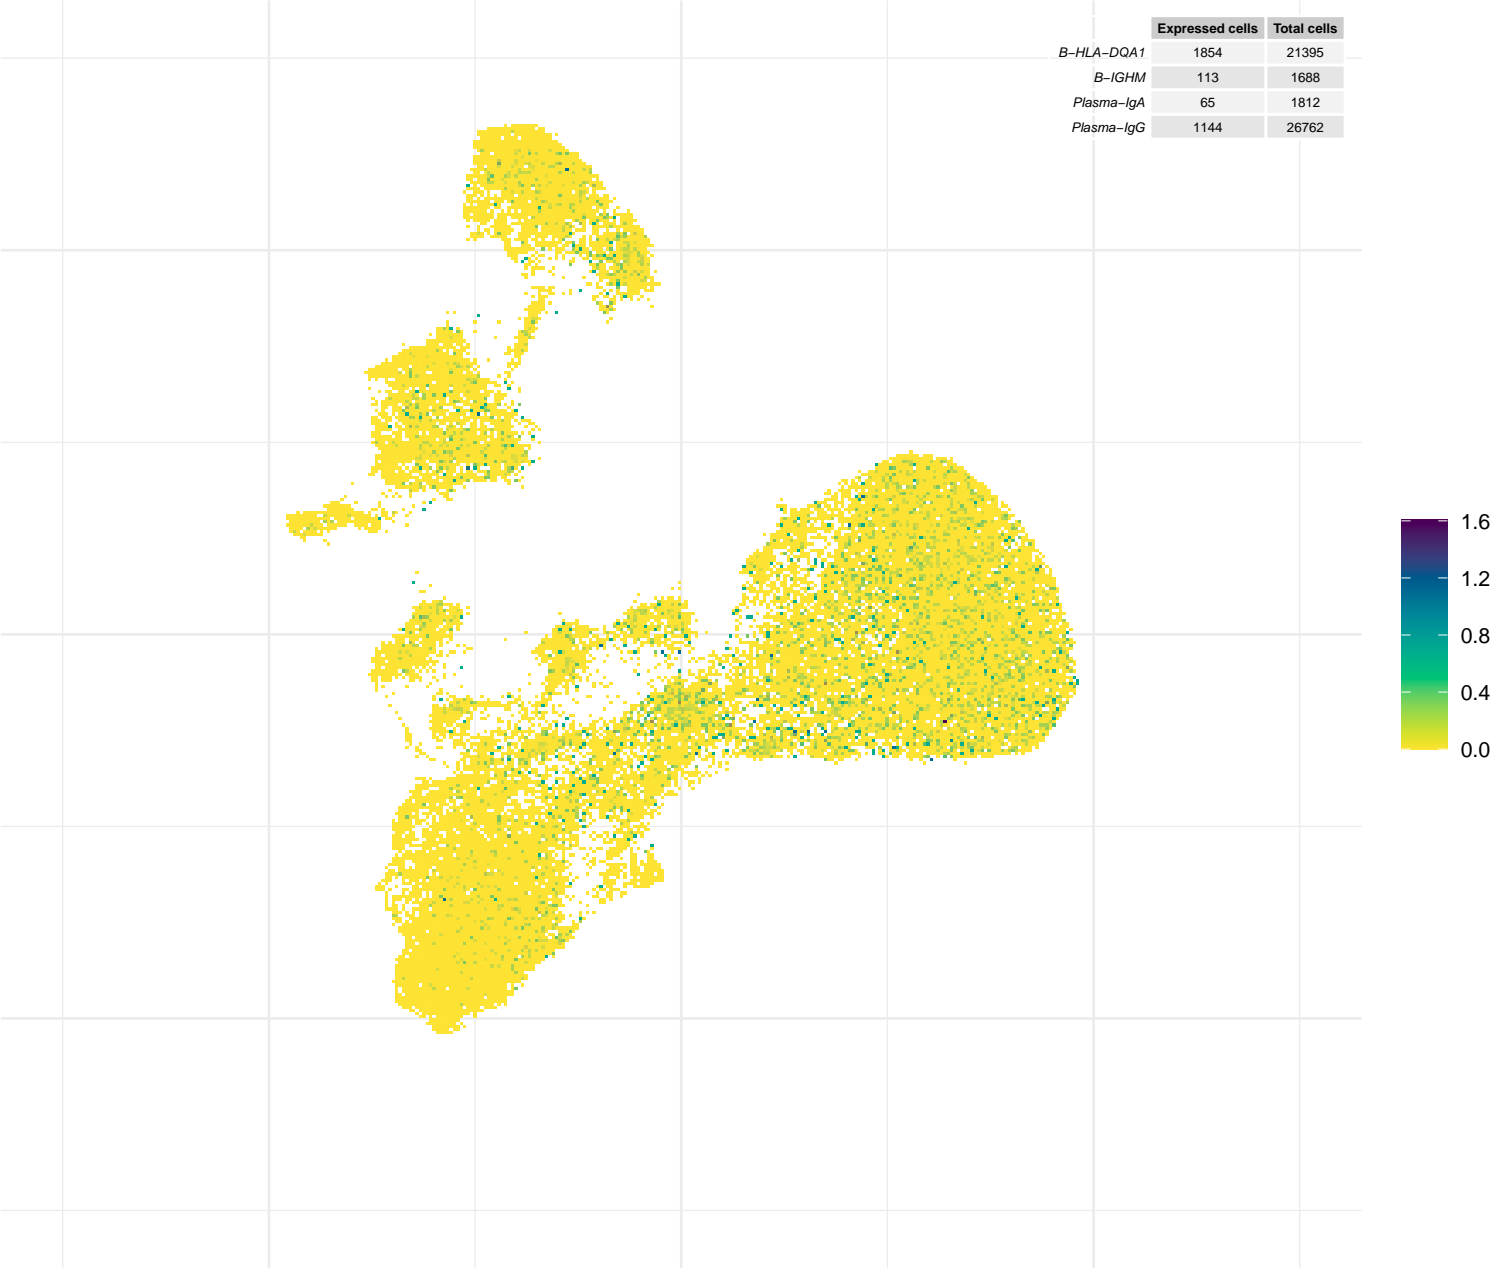 Expressed cells Total cells
B−HLA−DQA1 1854 21395
B−IGHM 113 1688
Plasma−IgA 65 1812
Plasma−IgG 1144 26762
1.6
1.2
0.8
0.4
0.0